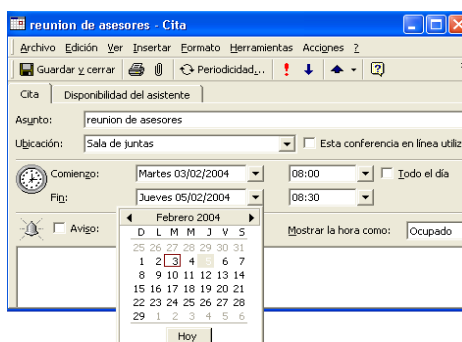 reunion de asesores - Cita
Archivo Edición Ver Insertar Formato Herramientas Acciones ?
Guardar y cerrar Periodicidad... ! ?
Cita Disponibilidad del asistente
Asunto: reunion de asesores
Ubicación: Sala de juntas Esta conferencia en línea utiliz
Comienzo: Martes 03/02/2004 08:00 Todo el día
Fin: Jueves 05/02/2004 08:30
Aviso: Mostrar la hora como: Ocupado
Febrero 2004
D L M M J V S
25 26 27 28 29 30 31
1 2 3 4 5 6 7
8 9 10 11 12 13 14
15 16 17 18 19 20 21
22 23 24 25 26 27 28
29 1 2 3 4 5 6
Hoy